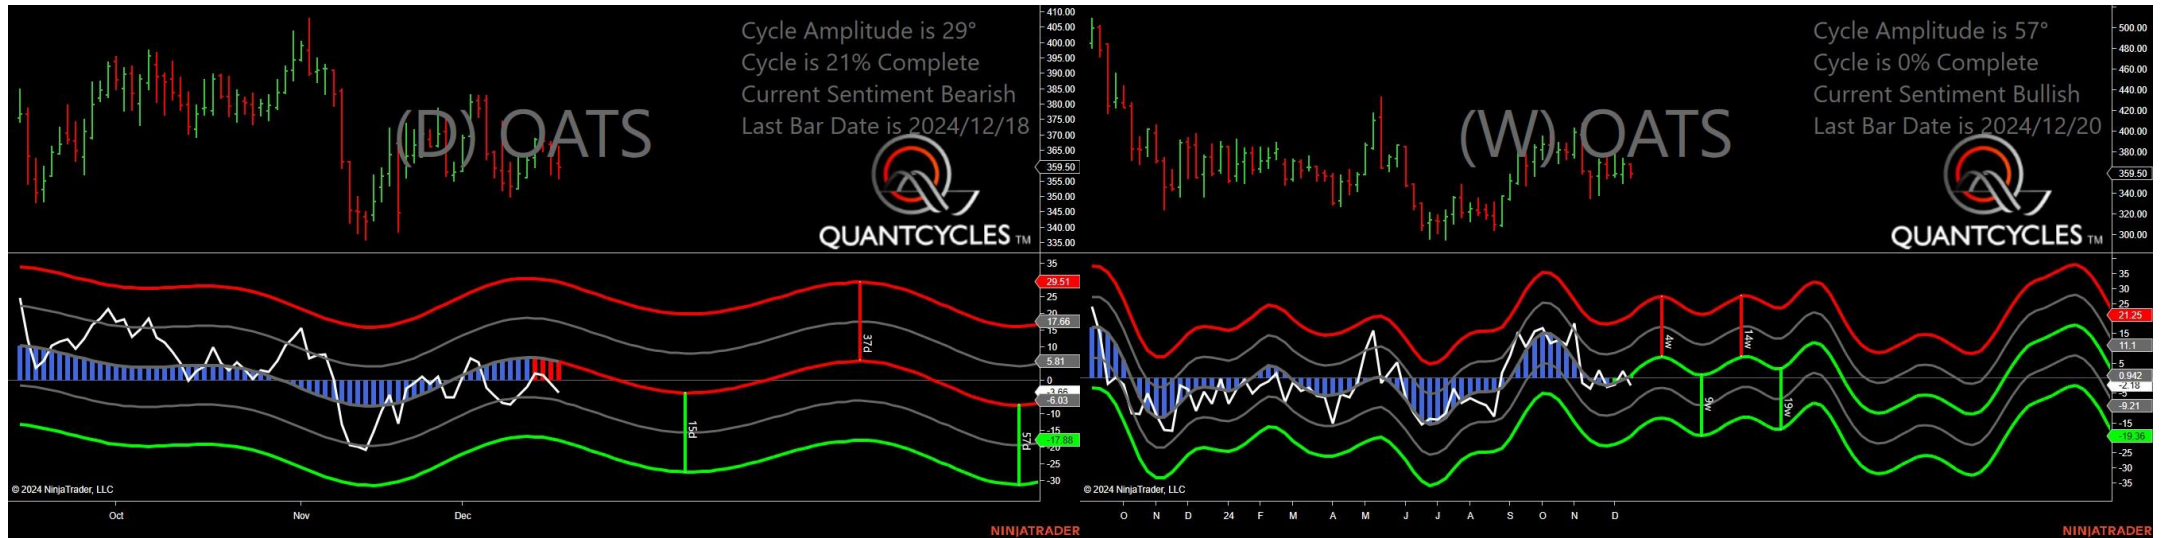 Cycle Amplitude is 29°
Cycle is 21% Complete
Current Sentiment Bearish
Last Bar Date is 2024/12/18
(D) OATS
QUANTCYCLES TM
410.00
405.00
400.00
395.00
390.00
385.00
380.00
375.00
370.00
365.00
359.50
355.00
350.00
345.00
340.00
335.00
35
29.51
25
20
17.66
15
10
5.81
0
-3.66
-6.03
-10
-15
-17.88
-20
-25
-30
37d
15d
57d
© 2024 NinjaTrader, LLC
Oct
Nov
Dec
NINJATRADER
Cycle Amplitude is 57°
Cycle is 0% Complete
Current Sentiment Bullish
Last Bar Date is 2024/12/20
(W) OATS
QUANTCYCLES TM
500.00
480.00
460.00
440.00
420.00
400.00
380.00
359.50
340.00
320.00
300.00
35
30
25
21.25
15
11.1
5
0.942
-2.18
-5
-9.21
-15
-19.36
-25
-30
-35
4w
14w
9w
19w
© 2024 NinjaTrader, LLC
O
N
D
24
F
M
A
M
J
J
A
S
O
N
D
NINJATRADER